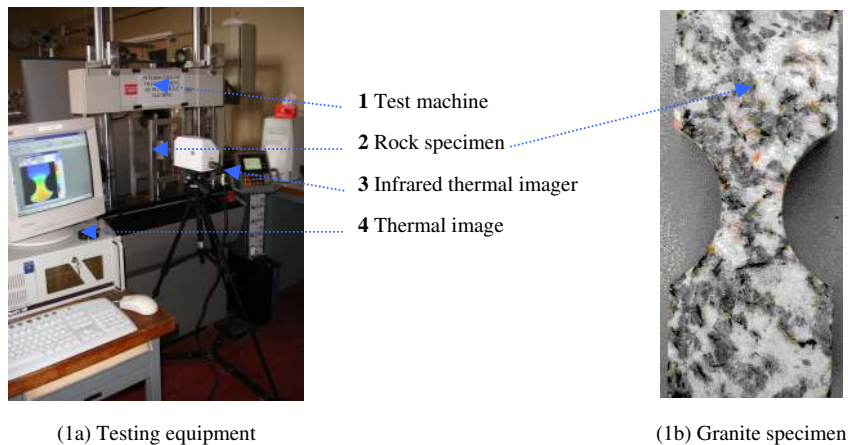 1 Test machine
2 Rock specimen
3 Infrared thermal imager
4 Thermal image
(1a) Testing equipment
(1b) Granite specimen